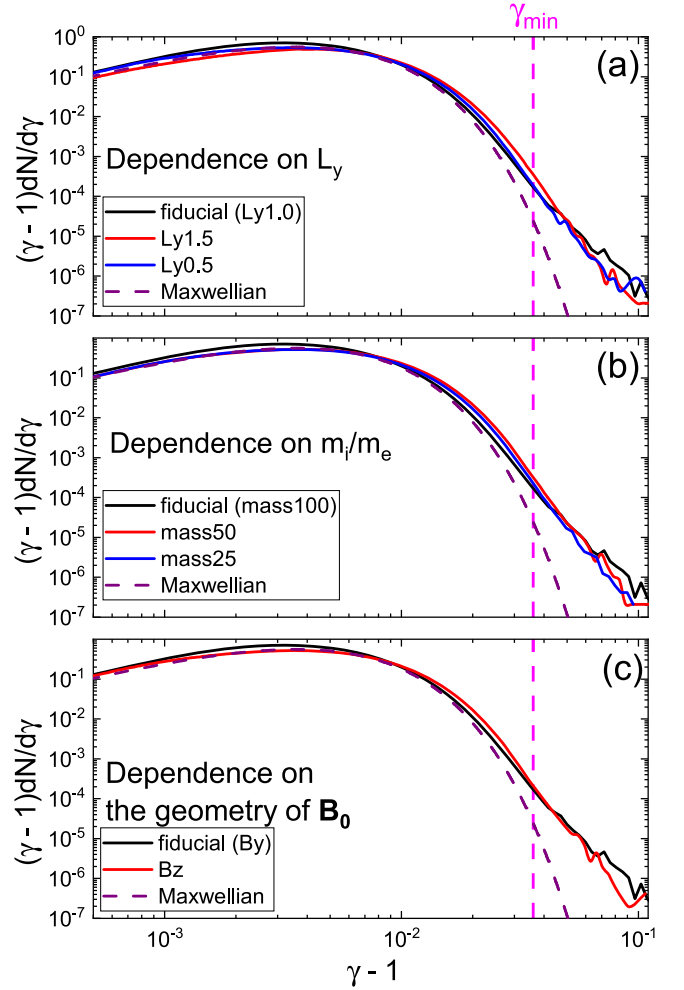 γmin
(a)
(γ - 1)dN/dγ
10^0
10^-1
10^-2
10^-3
10^-4
10^-5
10^-6
10^-7
Dependence on Ly
fiducial (Ly1.0)
Ly1.5
Ly0.5
Maxwellian
(b)
(γ - 1)dN/dγ
10^-1
10^-2
10^-3
10^-4
10^-5
10^-6
10^-7
Dependence on mi/me
fiducial (mass100)
mass50
mass25
Maxwellian
(c)
(γ - 1)dN/dγ
10^-1
10^-2
10^-3
10^-4
10^-5
10^-6
10^-7
Dependence on
the geometry of B0
fiducial (By)
Bz
Maxwellian
10^-3 10^-2 10^-1
γ - 1